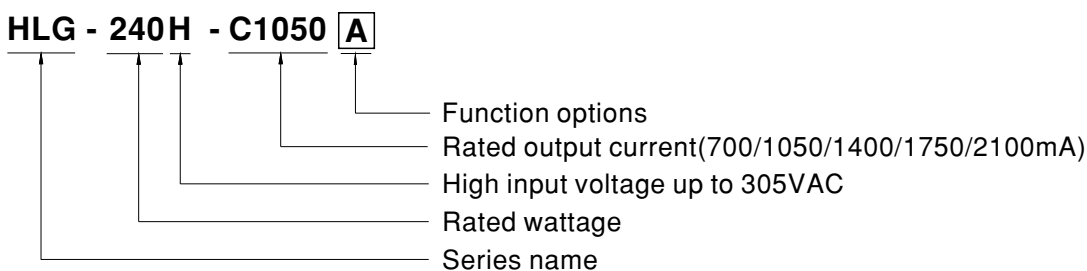 HLG - 240H - C1050 A
Function options
Rated output current(700/1050/1400/1750/2100mA)
High input voltage up to 305VAC
Rated wattage
Series name